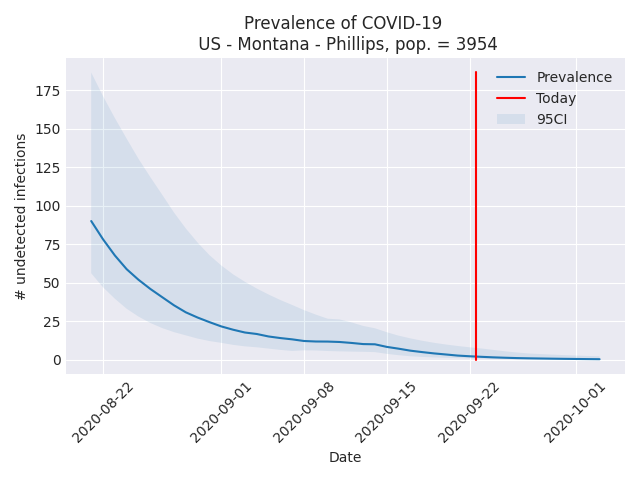 Prevalence of COVID-19
US - Montana - Phillips, pop. = 3954
Prevalence
Today
95CI
175
150
125
100
75
50
25
0
# undetected infections
2020-08-22
2020-09-01
2020-09-08
2020-09-15
2020-09-22
2020-10-01
Date